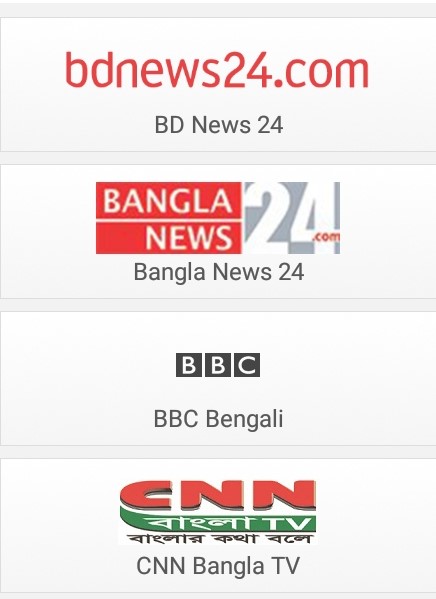 bdnews24.com
BD News 24
BANGLA
NEWS
24
.com
Bangla News 24
BBC
BBC Bengali
CNN
বাংলা TV
বাংলার কথা বলে
CNN Bangla TV